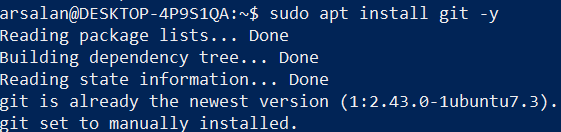 arsalan@DESKTOP-4P9S1QA:~$ sudo apt install git -y
Reading package lists... Done
Building dependency tree... Done
Reading state information... Done
git is already the newest version (1:2.43.0-1ubuntu7.3).
git set to manually installed.